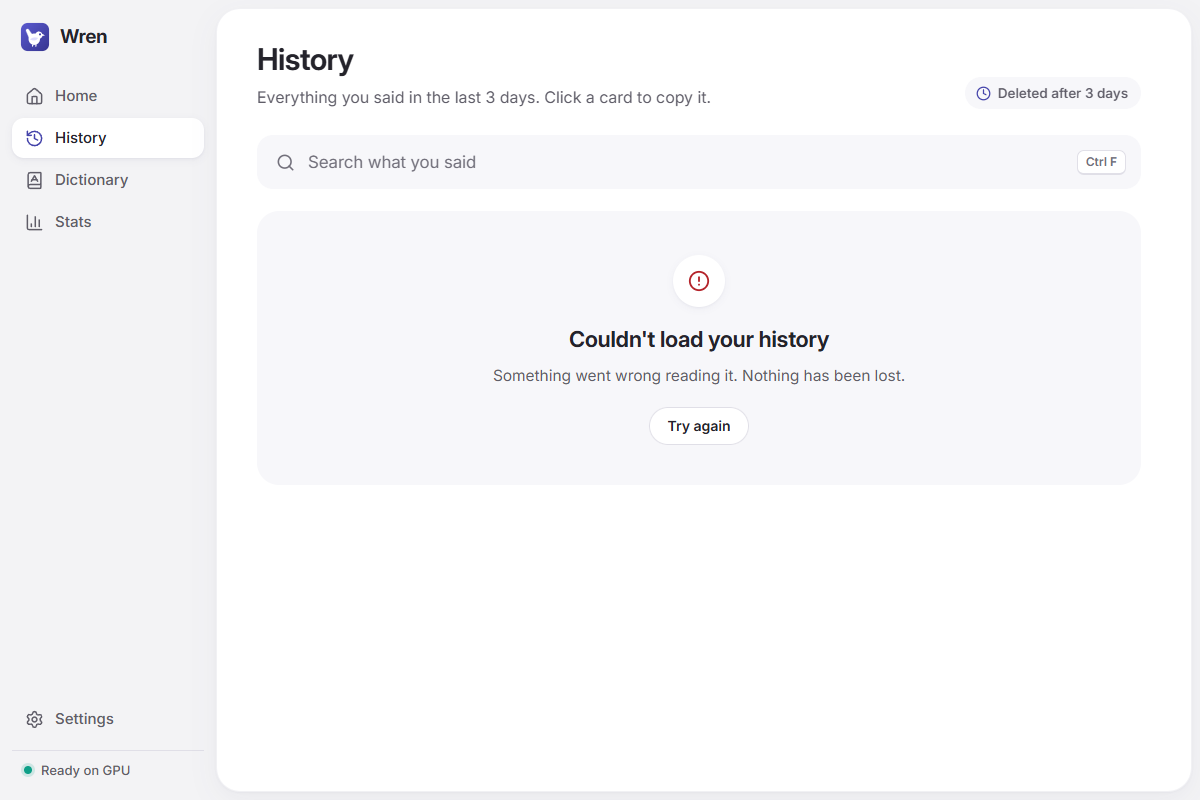 Wren
Home
History
Dictionary
Stats
Settings
Ready on GPU
History
Everything you said in the last 3 days. Click a card to copy it.
Deleted after 3 days
Search what you said
Ctrl F
Couldn't load your history
Something went wrong reading it. Nothing has been lost.
Try again